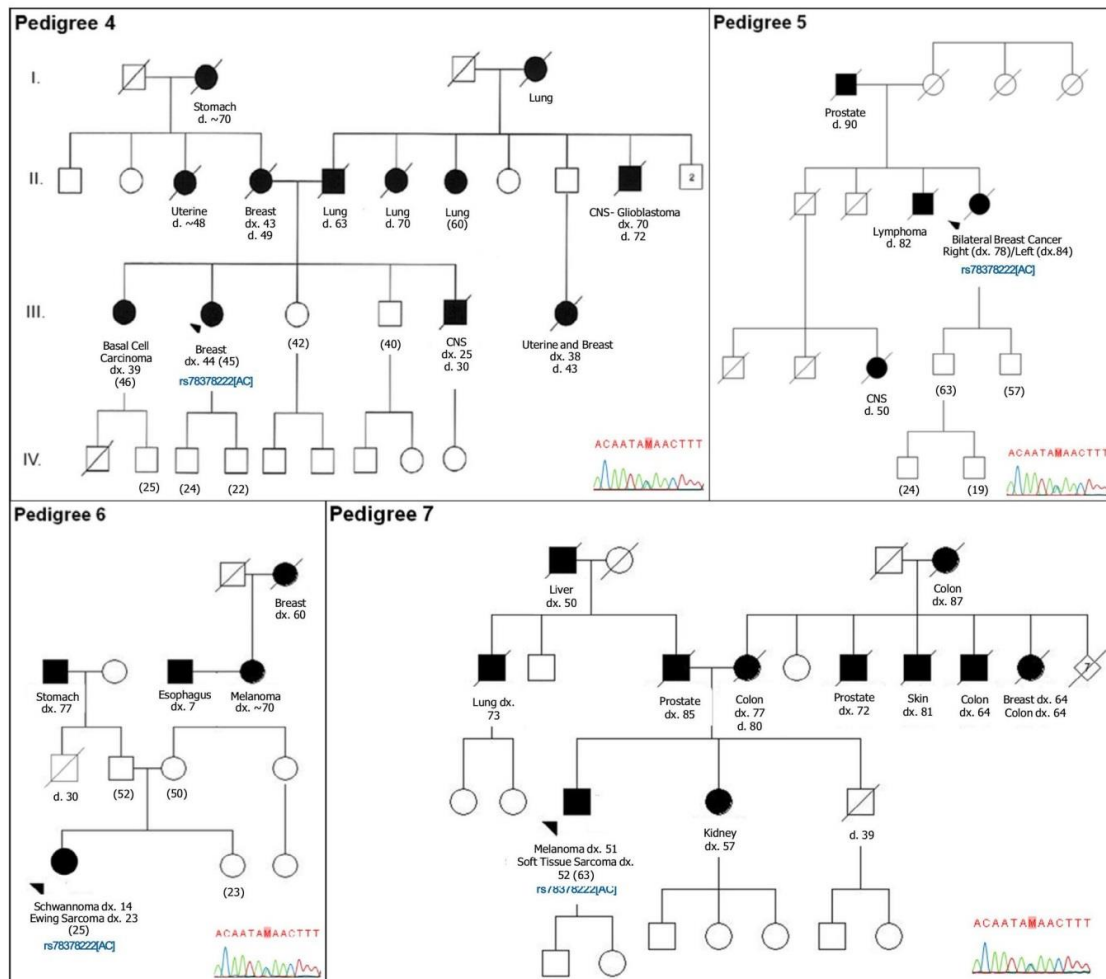 Pedigree 4
I.
Stomach
d. ~70
Lung
II.
Uterine
d. ~48
Breast
dx. 43
d. 49
Lung
d. 63
Lung
d. 70
Lung
(60)
CNS- Glioblastoma
dx. 70
d. 72
2
III.
Basal Cell
Carcinoma
dx. 39
(46)
Breast
dx. 44 (45)
rs78378222[AC]
(42)
(40)
CNS
dx. 25
d. 30
Uterine and Breast
dx. 38
d. 43
IV.
(25)
(24)
(22)
ACAATAMAACTTT
Pedigree 5
Prostate
d. 90
Lymphoma
d. 82
Bilateral Breast Cancer
Right (dx. 78)/Left (dx.84)
rs78378222[AC]
CNS
d. 50
(63)
(57)
(24)
(19)
ACAATAMAACTTT
Pedigree 6
Breast
dx. 60
Stomach
dx. 77
Esophagus
dx. 7
Melanoma
dx. ~70
d. 30
(52)
(50)
Schwannoma dx. 14
Ewing Sarcoma dx. 23
(25)
rs78378222[AC]
(23)
ACAATAMAACTTT
Pedigree 7
Liver
dx. 50
Colon
dx. 87
Lung dx.
73
Prostate
dx. 85
Colon
dx. 77
d. 80
Prostate
dx. 72
Skin
dx. 81
Colon
dx. 64
Breast dx. 64
Colon dx. 64
7
Melanoma dx. 51
Soft Tissue Sarcoma dx.
52 (63)
rs78378222[AC]
Kidney
dx. 57
d. 39
ACAATAMAACTTT